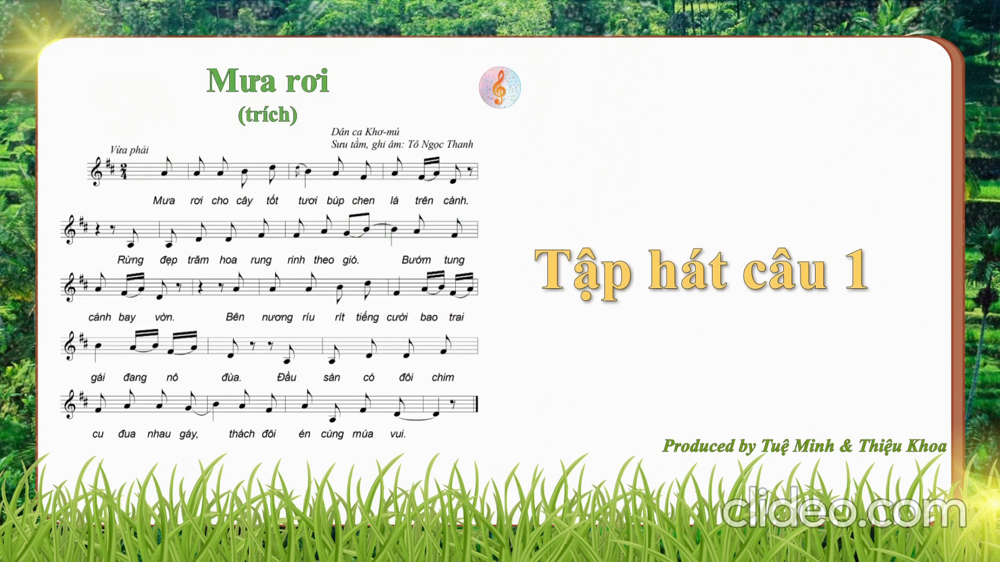 Mưa rơi
(trích)
Dân ca Khơ-mú
Sưu tầm, ghi âm: Tô Ngọc Thanh
Vừa phải
2
4
Mưa rơi cho cây tốt tươi búp chen lá trên cành.
Rừng đẹp trăm hoa rung rinh theo gió. Bướm tung
cánh bay vờn. Bên nương ríu rít tiếng cười bao trai
gái đang nô đùa. Đầu sàn có đôi chim
cu đua nhau gáy, thách đôi én cùng múa vui.
Tập hát câu 1
Produced by Tuệ Minh & Thiệu Khoa
clideo.com